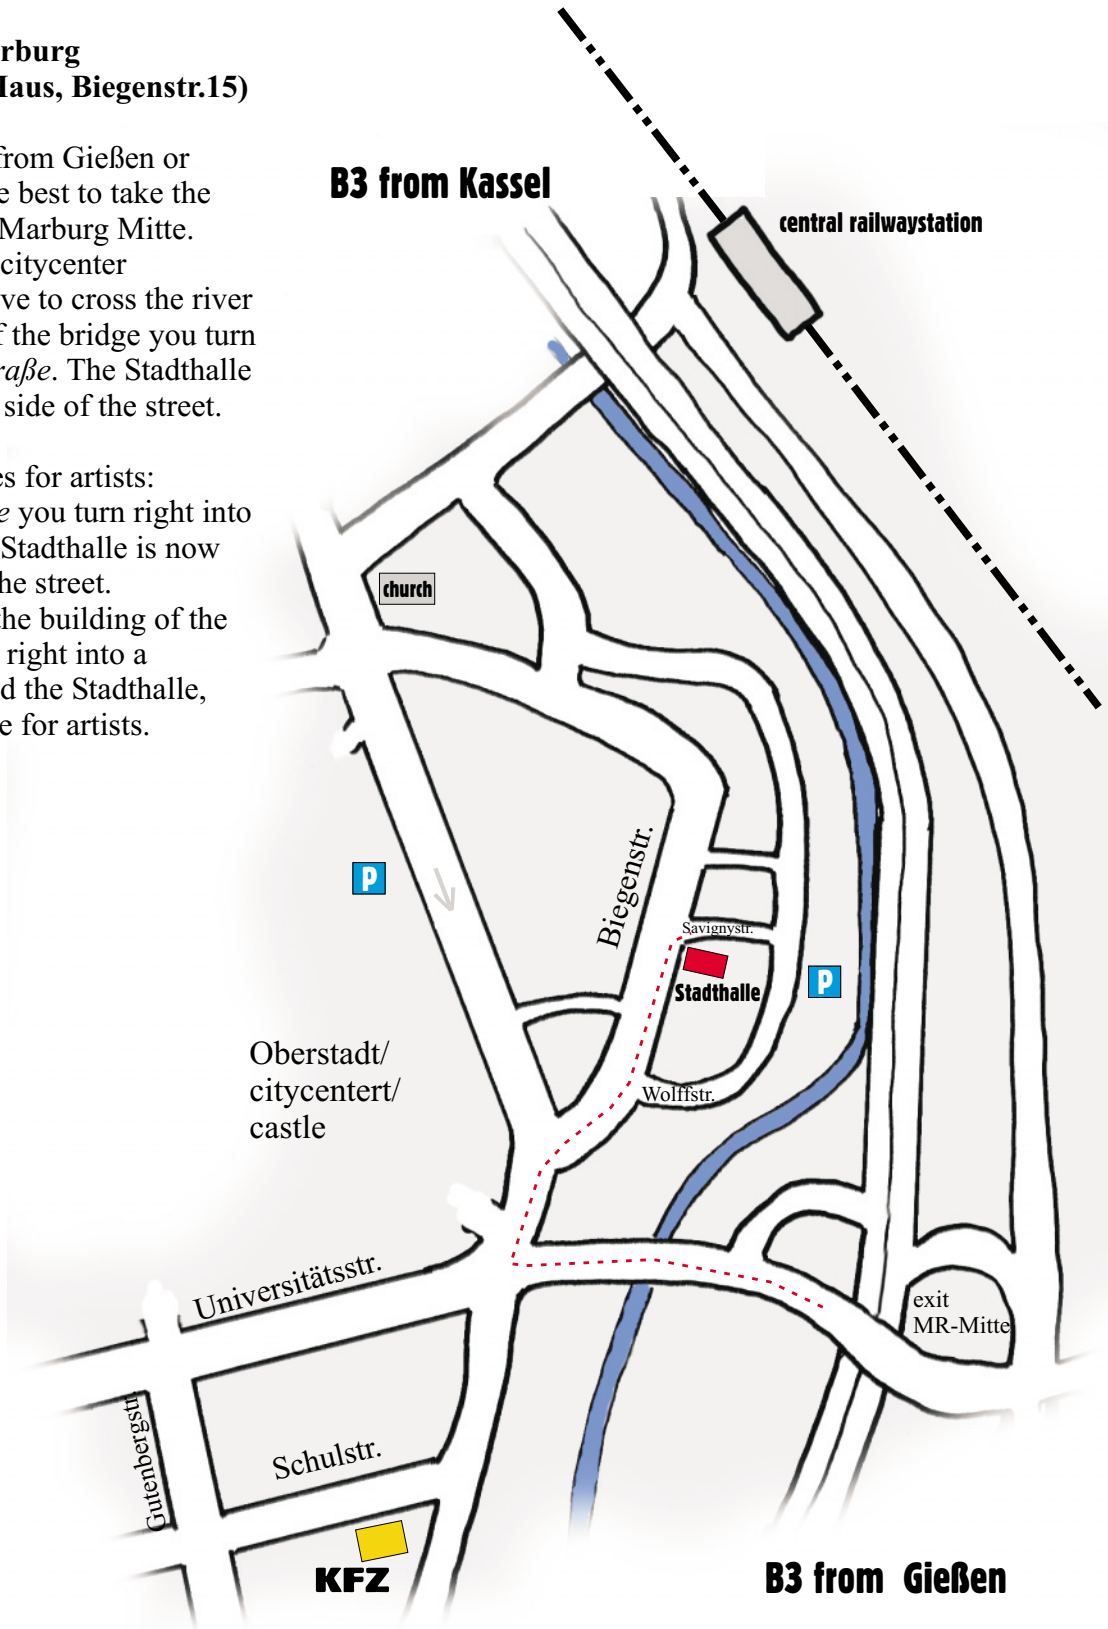 rburg
Haus, Biegenstr.15)
from Gießen or
e best to take the
Marburg Mitte.
citycenter
ve to cross the river
f the bridge you turn
raße. The Stadthalle
side of the street.
es for artists:
e you turn right into
Stadthalle is now
he street.
the building of the
right into a
d the Stadthalle,
e for artists.
B3 from Kassel
central railwaystation
church
P
Biegenstr.
Savignystr.
Stadthalle
P
Oberstadt/
citycentert/
castle
Wolffstr.
Universitätsstr.
exit
MR-Mitte
Gutenbergstr.
Schulstr.
KFZ
B3 from Gießen